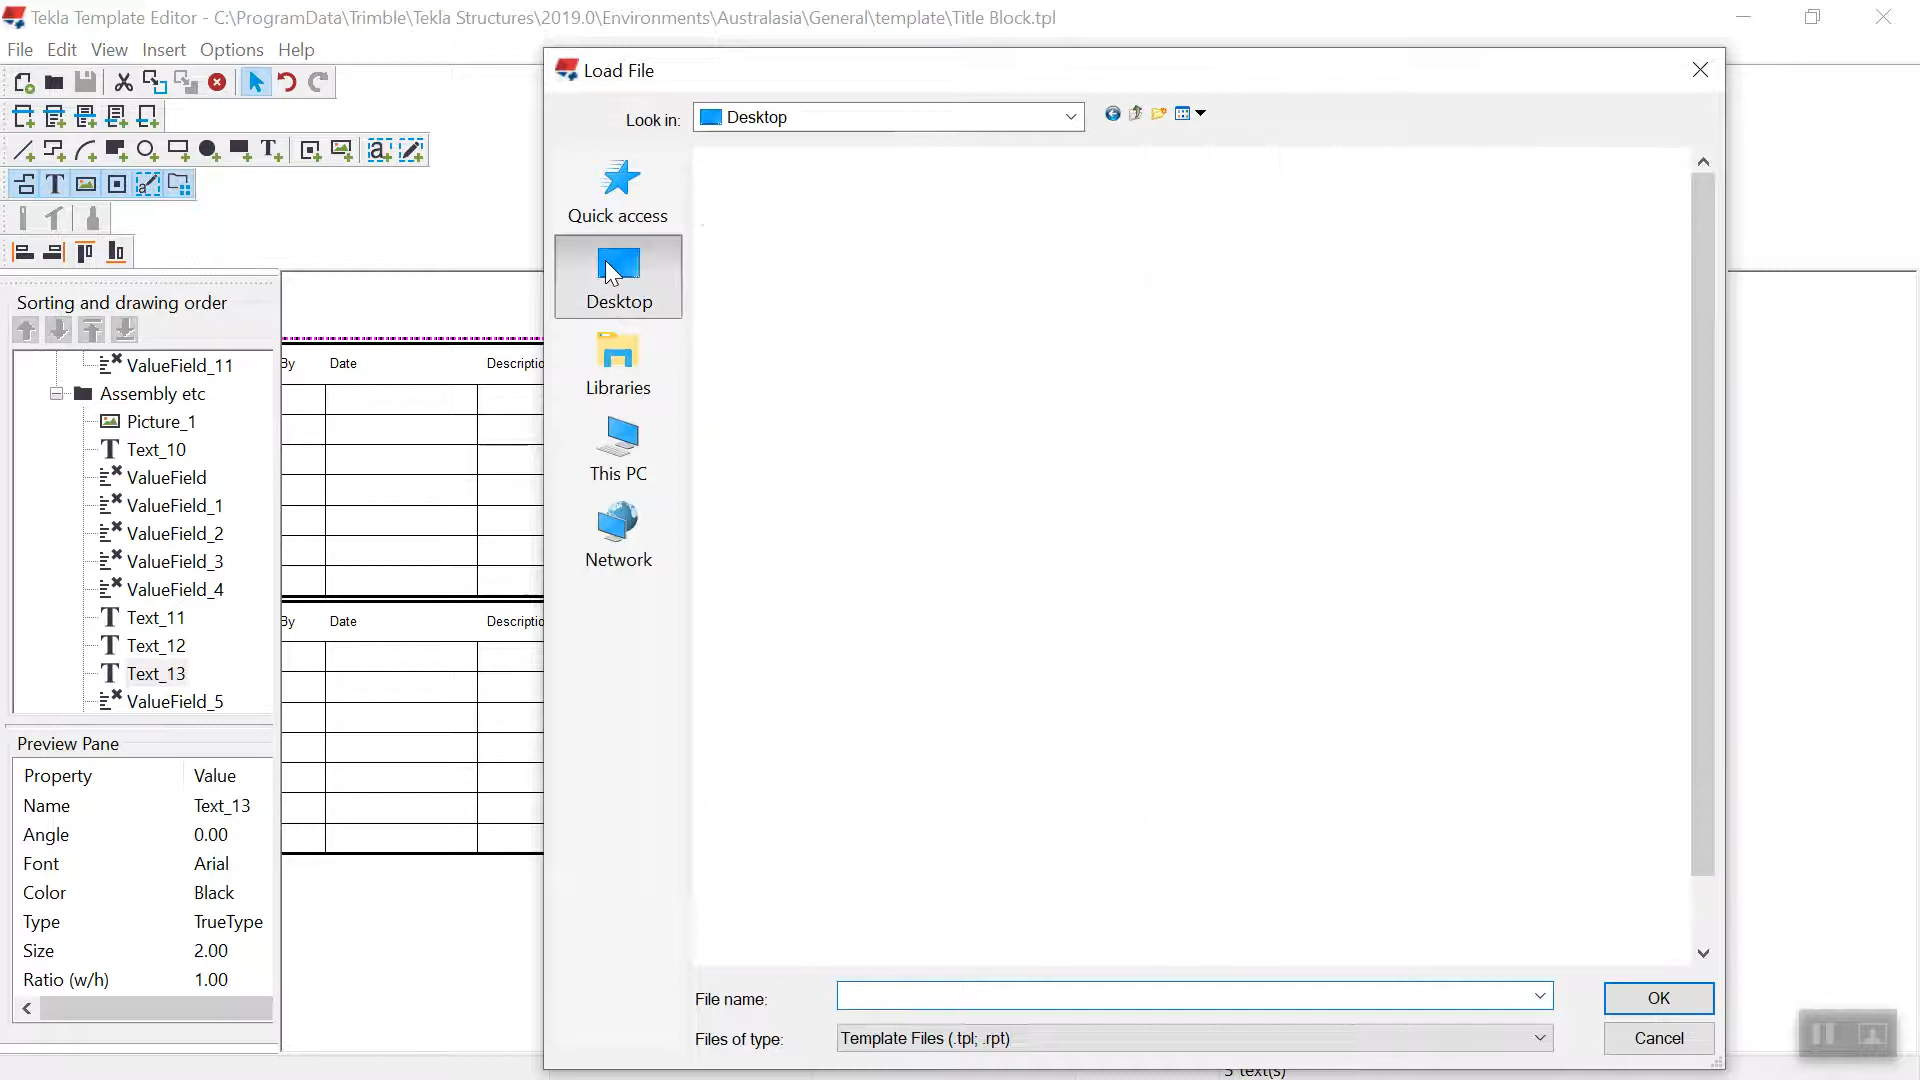 Tekla Template Editor - C:\ProgramData\Trimble\Tekla Structures\2019.0\Environments\Australasia\General\template\Title Block.tpl
File Edit View Insert Options Help
Load File
Look in: Desktop
Quick access
Desktop
Libraries
This PC
Network
Sorting and drawing order
ValueField_11
Assembly etc
Picture_1
Text_10
ValueField
ValueField_1
ValueField_2
ValueField_3
ValueField_4
Text_11
Text_12
Text_13
ValueField_5
By Date Descriptio
By Date Descriptio
Preview Pane
Property Value
Name Text_13
Angle 0.00
Font Arial
Color Black
Type TrueType
Size 2.00
Ratio (w/h) 1.00
File name:
OK
Files of type: Template Files (.tpl; .rpt)
Cancel
text(s)